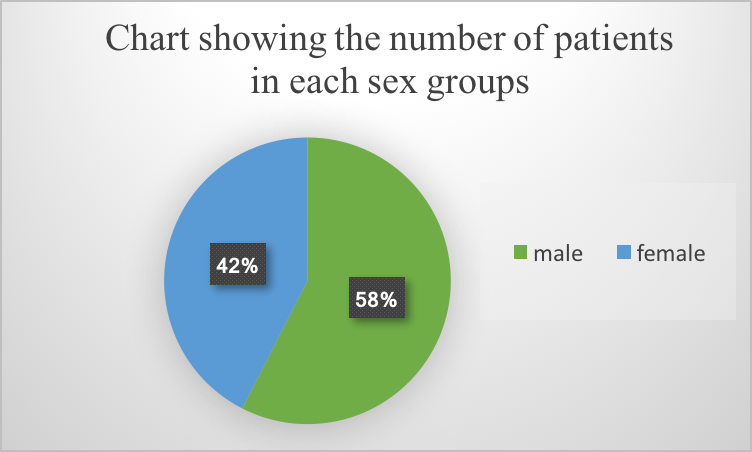 Chart showing the number of patients
in each sex groups
42%
58%
male female